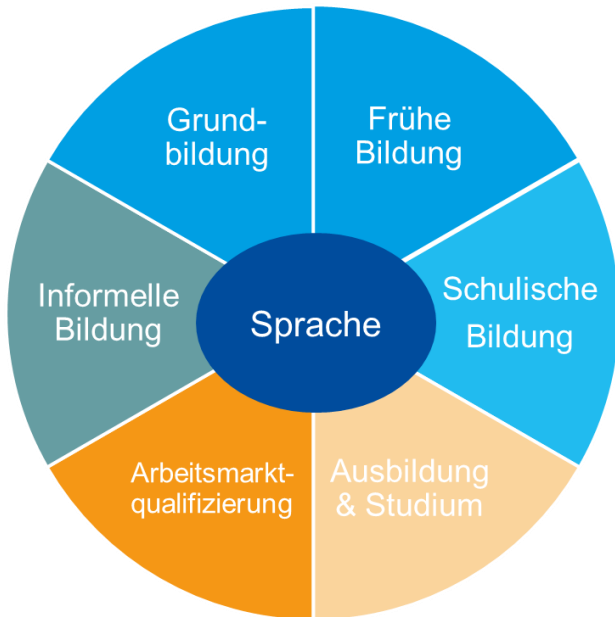 Grund-
bildung
Frühe
Bildung
Informelle
Bildung
Sprache
Schulische
Bildung
Arbeitsmarkt-
qualifizierung
Ausbildung
& Studium